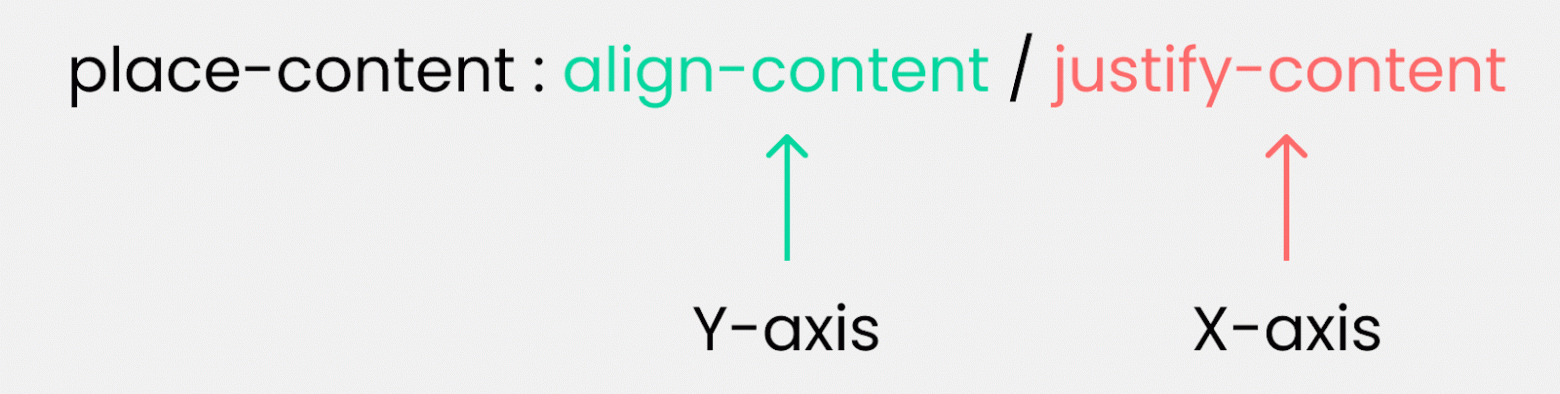 place-content : align-content / justify-content
Y-axis X-axis